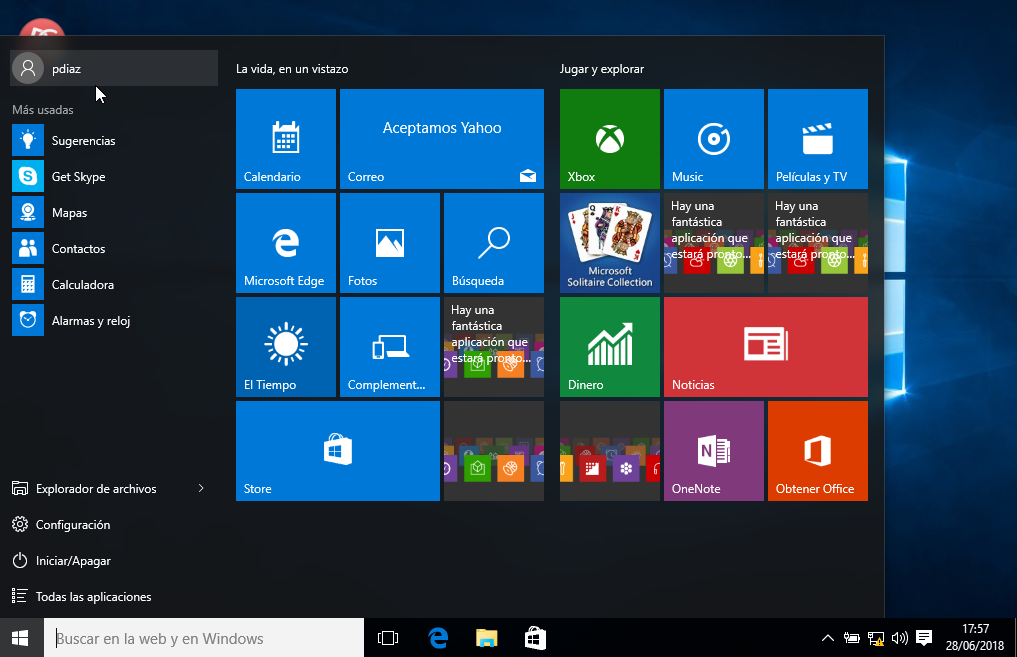 pdiaz
Más usadas
Sugerencias
Get Skype
Mapas
Contactos
Calculadora
Alarmas y reloj
Explorador de archivos
Configuración
Iniciar/Apagar
Todas las aplicaciones
La vida, en un vistazo
Calendario
Aceptamos Yahoo
Correo
Microsoft Edge
Fotos
Búsqueda
El Tiempo
Complement...
Hay una
fantástica
aplicación que
estará pronto...
Store
Jugar y explorar
Xbox
Music
Películas y TV
J
Q
K
Microsoft
Solitaire Collection
Hay una
fantástica
aplicación que
estará pronto...
Hay una
fantástica
aplicación que
estará pronto...
Dinero
Noticias
N
OneNote
Obtener Office
Buscar en la web y en Windows
17:57
28/06/2018